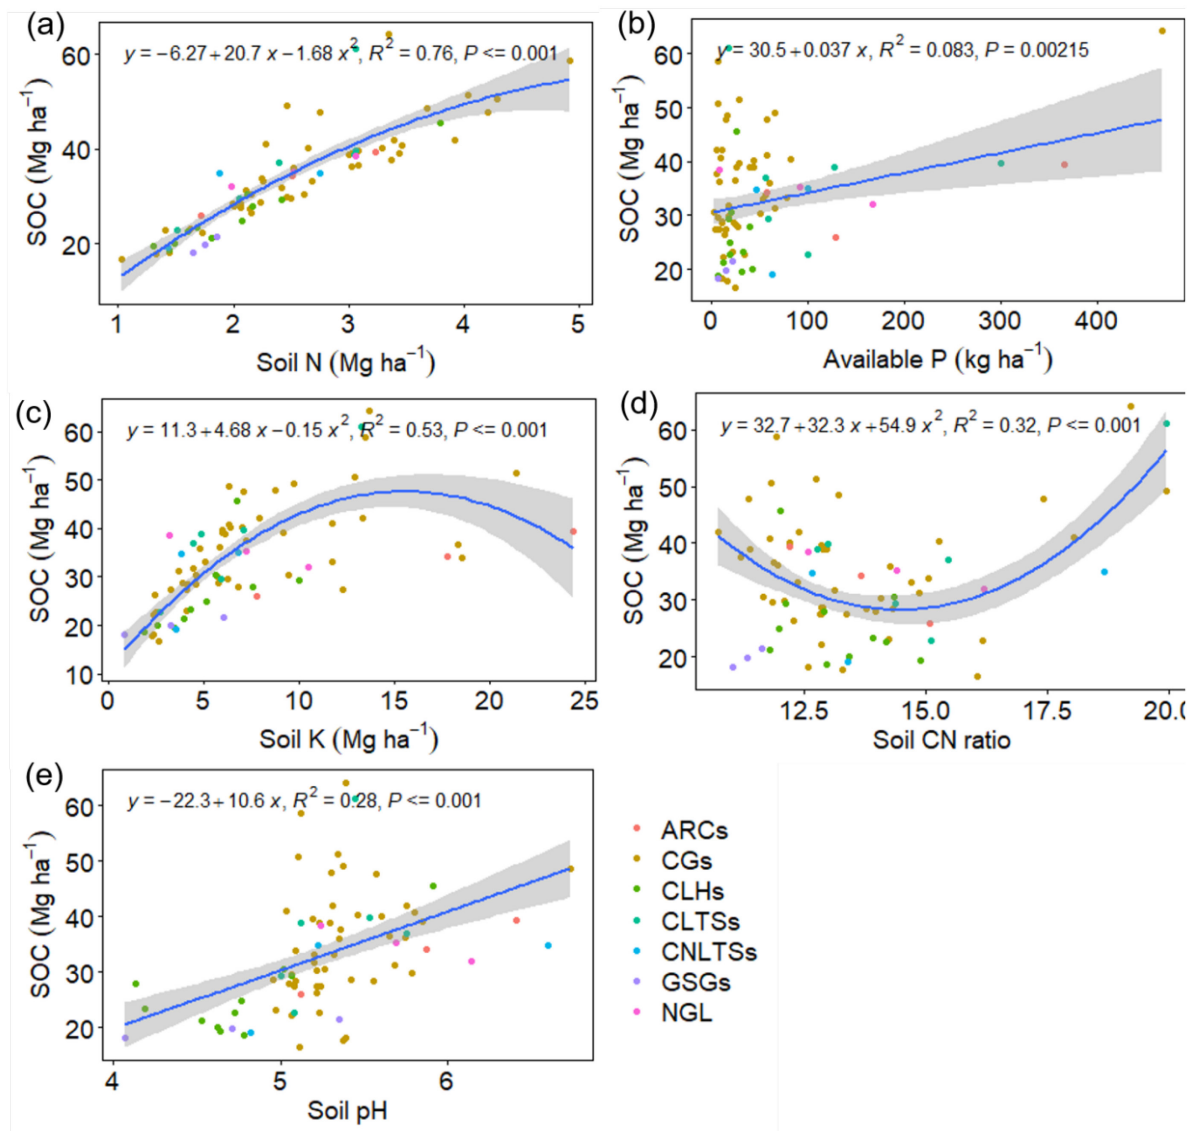 (a)
y = −6.27 + 20.7 x − 1.68 x², R² = 0.76, P <= 0.001
60
40
20
SOC (Mg ha⁻¹)
1 2 3 4 5
Soil N (Mg ha⁻¹)
(b)
y = 30.5 + 0.037 x, R² = 0.083, P = 0.00215
60
50
40
30
20
SOC (Mg ha⁻¹)
0 100 200 300 400
Available P (kg ha⁻¹)
(c)
y = 11.3 + 4.68 x − 0.15 x², R² = 0.53, P <= 0.001
60
50
40
30
20
10
SOC (Mg ha⁻¹)
0 5 10 15 20 25
Soil K (Mg ha⁻¹)
(d)
y = 32.7 + 32.3 x + 54.9 x², R² = 0.32, P <= 0.001
60
50
40
30
20
SOC (Mg ha⁻¹)
12.5 15.0 17.5 20.0
Soil CN ratio
(e)
y = −22.3 + 10.6 x, R² = 0.28, P <= 0.001
60
50
40
30
20
SOC (Mg ha⁻¹)
4 5 6
Soil pH
ARCs
CGs
CLHs
CLTSs
CNLTSs
GSGs
NGL